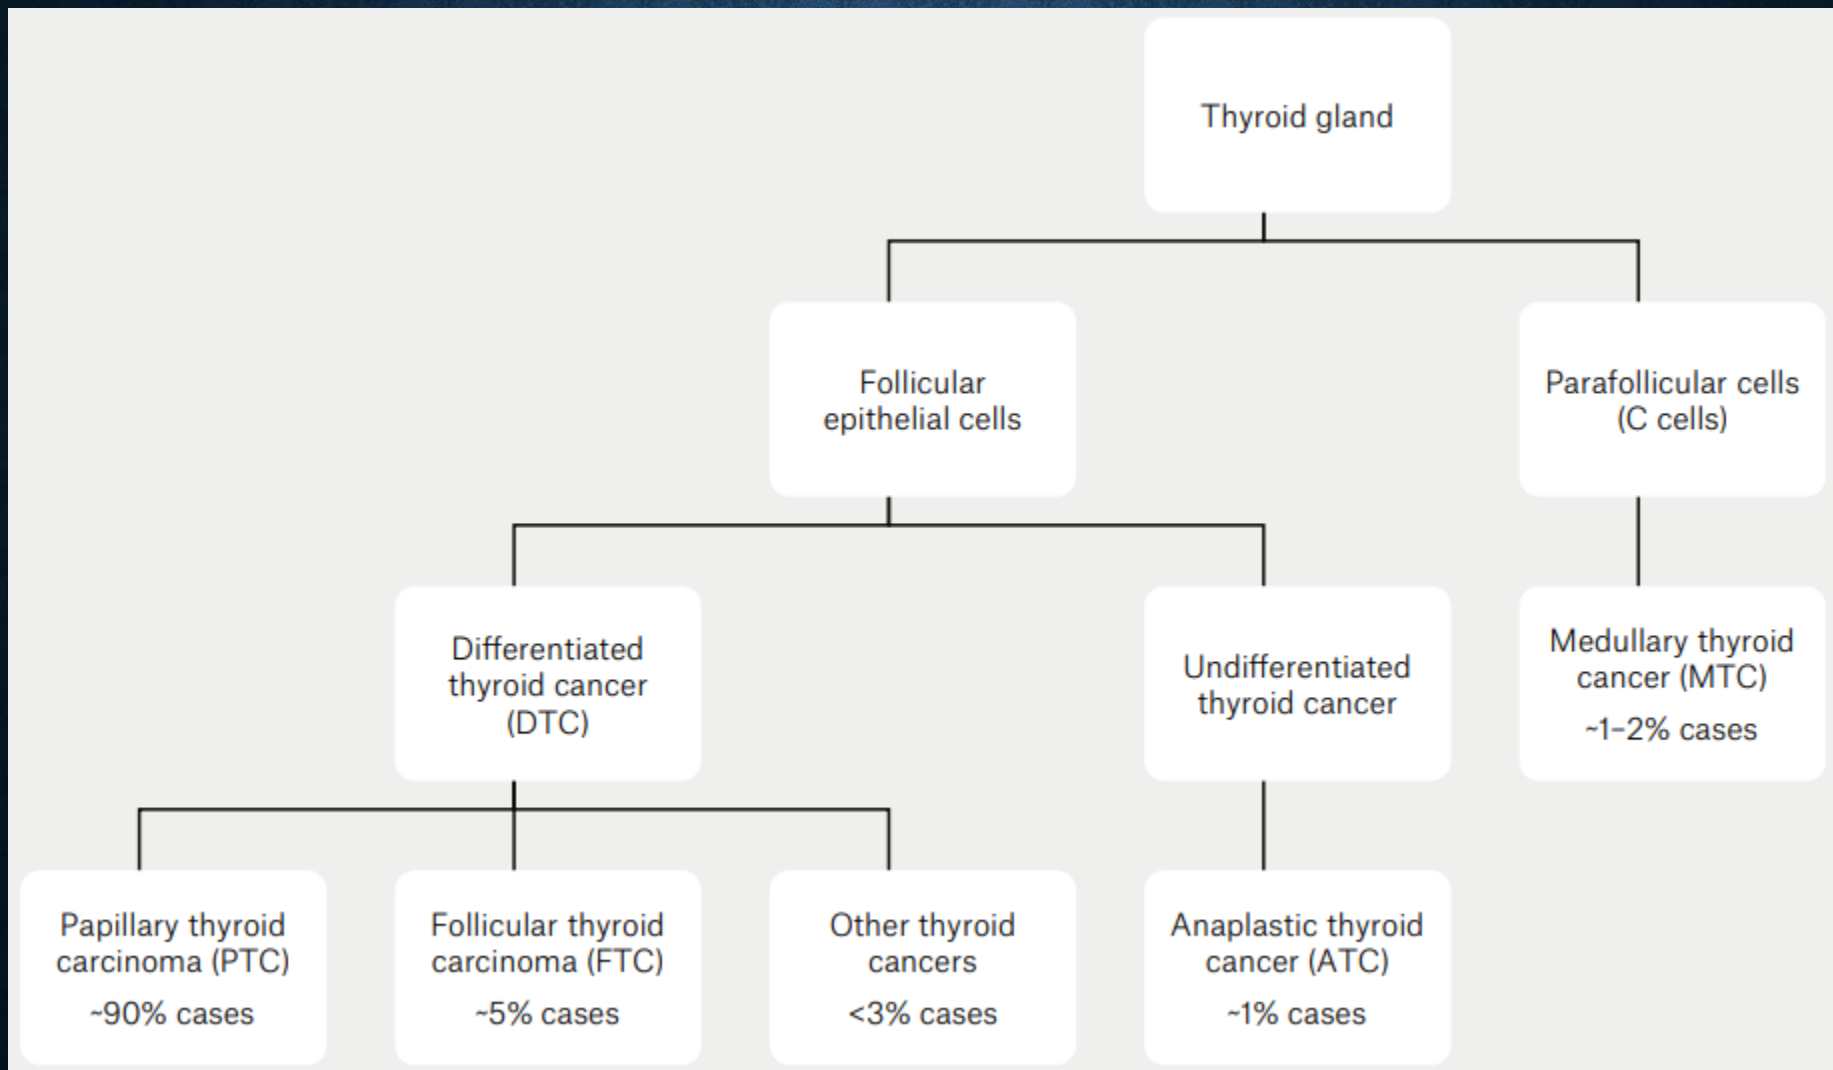 Thyroid gland
Follicular
epithelial cells
Parafollicular cells
(C cells)
Differentiated
thyroid cancer
(DTC)
Undifferentiated
thyroid cancer
Medullary thyroid
cancer (MTC)
~1–2% cases
Papillary thyroid
carcinoma (PTC)
~90% cases
Follicular thyroid
carcinoma (FTC)
~5% cases
Other thyroid
cancers
<3% cases
Anaplastic thyroid
cancer (ATC)
~1% cases